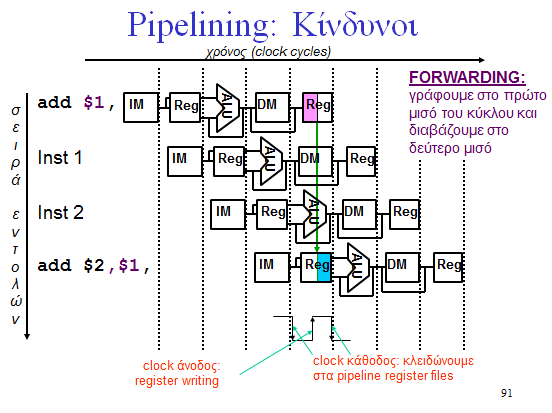 Pipelining: Κίνδυνοι
χρόνος (clock cycles)
σειρά εντολών
add $1, IM Reg ALU DM Reg
Inst 1 IM Reg ALU DM Reg
Inst 2 IM Reg ALU DM Reg
add $2,$1, IM Reg ALU DM Reg
FORWARDING:
γράφουμε στο πρώτο
μισό του κύκλου και
διαβάζουμε στο
δεύτερο μισό
clock άνοδος:
register writing
clock κάθοδος: κλειδώνουμε
στα pipeline register files
91